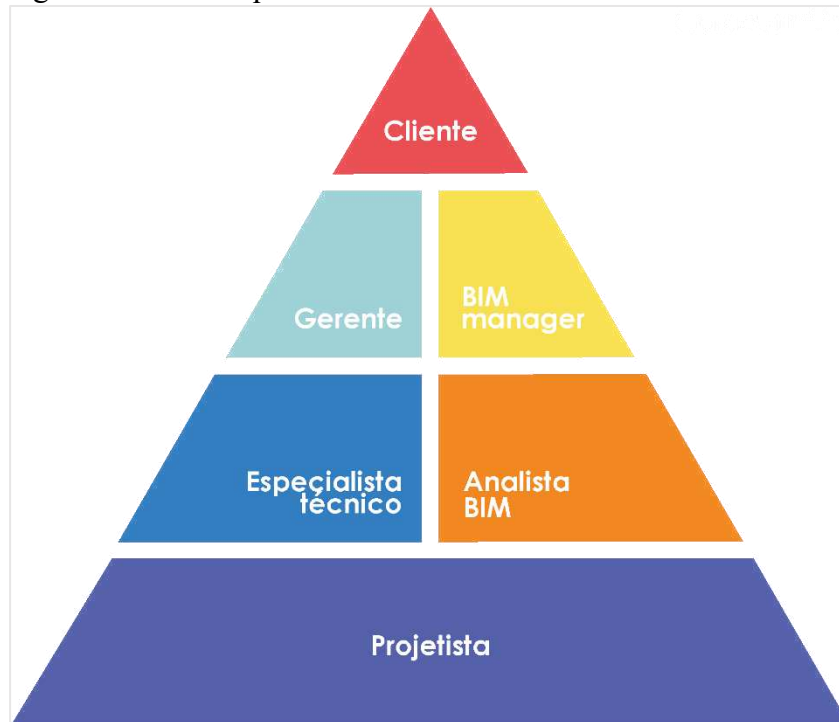 Cliente
Gerente
BIM
manager
Especialista
técnico
Analista
BIM
Projetista